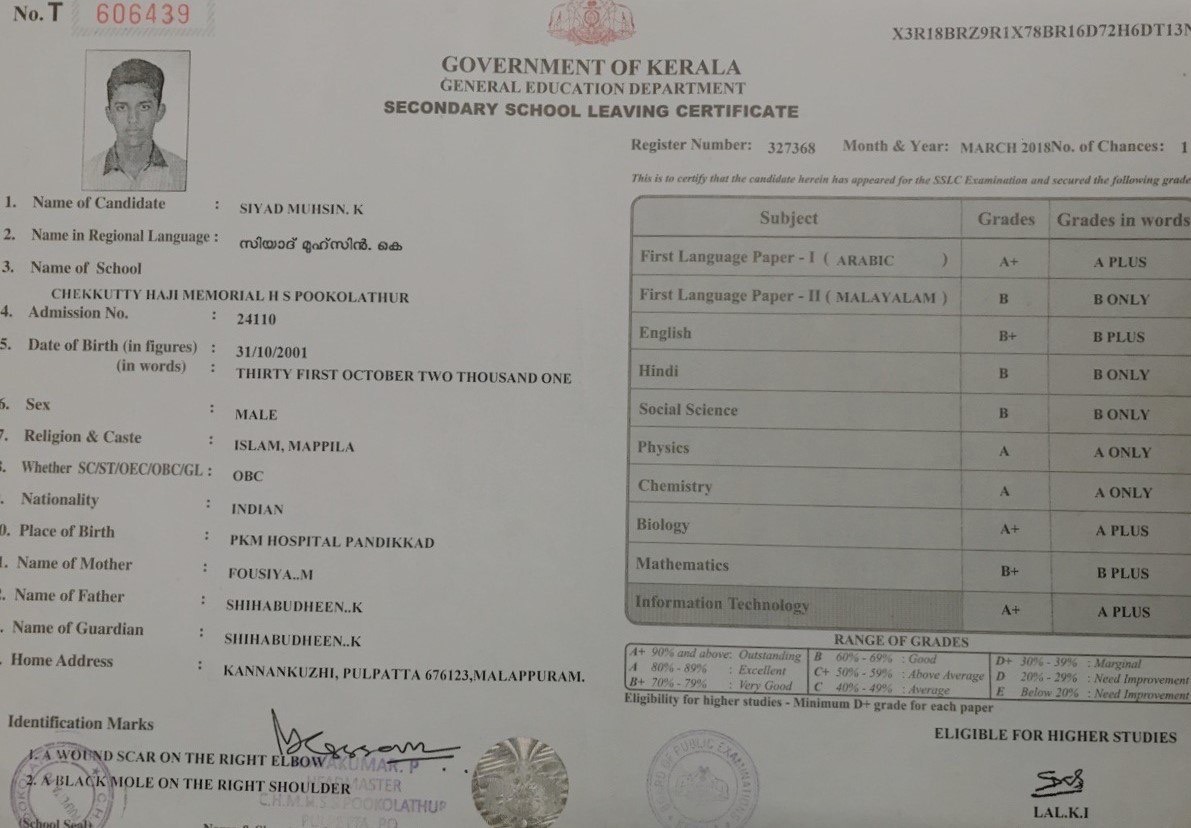 No. T 606439
X3R18BRZ9R1X78BR16D72H6DT13N
GOVERNMENT OF KERALA
GENERAL EDUCATION DEPARTMENT
SECONDARY SCHOOL LEAVING CERTIFICATE
Register Number: 327368 Month & Year: MARCH 2018 No. of Chances: 1
This is to certify that the candidate herein has appeared for the SSLC Examination and secured the following grade
1. Name of Candidate : SIYAD MUHSIN. K
2. Name in Regional Language : സിയാദ് മുഹ്സിൻ. കെ
3. Name of School
CHEKKUTTY HAJI MEMORIAL H S POOKOLATHUR
4. Admission No. : 24110
5. Date of Birth (in figures) : 31/10/2001
(in words) : THIRTY FIRST OCTOBER TWO THOUSAND ONE
6. Sex : MALE
7. Religion & Caste : ISLAM, MAPPILA
. Whether SC/ST/OEC/OBC/GL : OBC
. Nationality : INDIAN
0. Place of Birth : PKM HOSPITAL PANDIKKAD
1. Name of Mother : FOUSIYA..M
. Name of Father : SHIHABUDHEEN..K
. Name of Guardian : SHIHABUDHEEN..K
Home Address : KANNANKUZHI, PULPATTA 676123,MALAPPURAM.
Identification Marks
1. A WOUND SCAR ON THE RIGHT ELBOW
2. A BLACK MOLE ON THE RIGHT SHOULDER
AKUMAR. P
HEADMASTER
C.H.M.H.S POOKOLATHUR
PULPATTA. PO
(School Seal)
Subject Grades Grades in words
First Language Paper - I ( ARABIC ) A+ A PLUS
First Language Paper - II ( MALAYALAM ) B B ONLY
English B+ B PLUS
Hindi B B ONLY
Social Science B B ONLY
Physics A A ONLY
Chemistry A A ONLY
Biology A+ A PLUS
Mathematics B+ B PLUS
Information Technology A+ A PLUS
RANGE OF GRADES
A+ 90% and above: Outstanding B 60% - 69% : Good D+ 30% - 39% : Marginal
A 80% - 89% : Excellent C+ 50% - 59% : Above Average D 20% - 29% : Need Improvement
B+ 70% - 79% : Very Good C 40% - 49% : Average E Below 20% : Need Improvement
Eligibility for higher studies - Minimum D+ grade for each paper
ELIGIBLE FOR HIGHER STUDIES
LAL.K.I